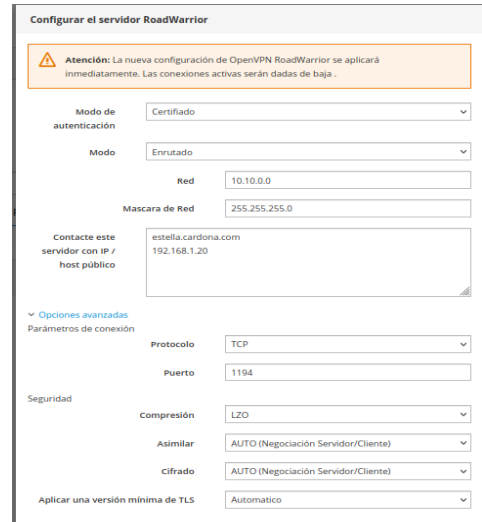 Configurar el servidor RoadWarrior
Atención: La nueva configuración de OpenVPN RoadWarrior se aplicará
inmediatamente. Las conexiones activas serán dadas de baja .
Modo de autenticación
Certifiado
Modo
Enrutado
Red
10.10.0.0
Mascara de Red
255.255.255.0
Contacte este servidor con IP / host público
estella.cardona.com
192.168.1.20
Opciones avanzadas
Parámetros de conexión
Protocolo
TCP
Puerto
1194
Seguridad
Compresión
LZO
Asimilar
AUTO (Negociación Servidor/Cliente)
Cifrado
AUTO (Negociación Servidor/Cliente)
Aplicar una versión mínima de TLS
Automatico